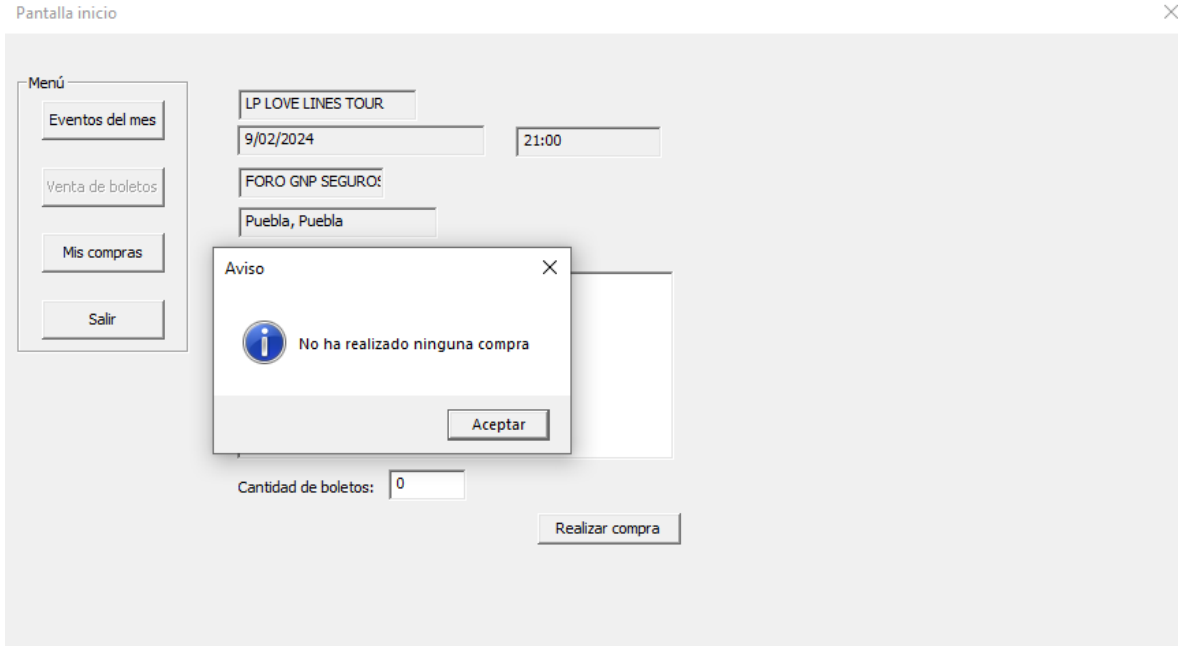 Pantalla inicio
Menú
Eventos del mes
Venta de boletos
Mis compras
Salir
LP LOVE LINES TOUR
9/02/2024
21:00
FORO GNP SEGUROS
Puebla, Puebla
Aviso
No ha realizado ninguna compra
Aceptar
Cantidad de boletos:
0
Realizar compra